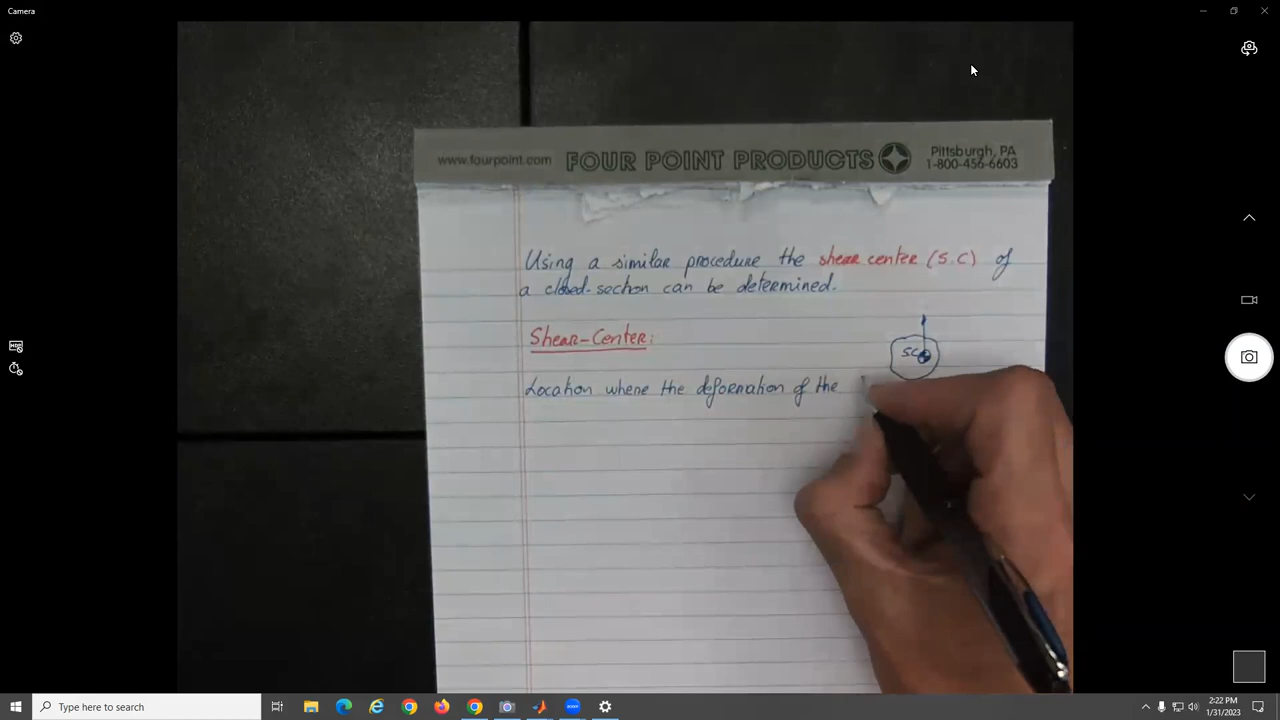 Camera
www.fourpoint.com FOUR POINT PRODUCTS Pittsburgh, PA
1-800-456-6603
Using a similar procedure the shear center (S.C) of
a closed-section can be determined.
Shear-Center:
SC
Location where the deformation of the
Type here to search
2:22 PM
1/31/2023